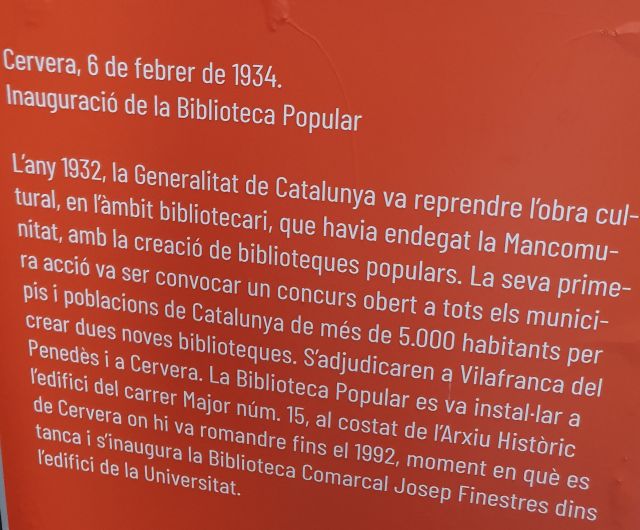 Cervera, 6 de febrer de 1934.
Inauguració de la Biblioteca Popular
L'any 1932, la Generalitat de Catalunya va reprendre l'obra cul-
tural, en l'àmbit bibliotecari, que havia endegat la Mancomu-
nitat, amb la creació de biblioteques populars. La seva prime-
ra acció va ser convocar un concurs obert a tots els munici-
pis i poblacions de Catalunya de més de 5.000 habitants per
crear dues noves biblioteques. S'adjudicaren a Vilafranca del
Penedès i a Cervera. La Biblioteca Popular es va instal·lar a
l'edifici del carrer Major núm. 15, al costat de l'Arxiu Històric
de Cervera on hi va romandre fins el 1992, moment en què es
tanca i s'inaugura la Biblioteca Comarcal Josep Finestres dins
l'edifici de la Universitat.